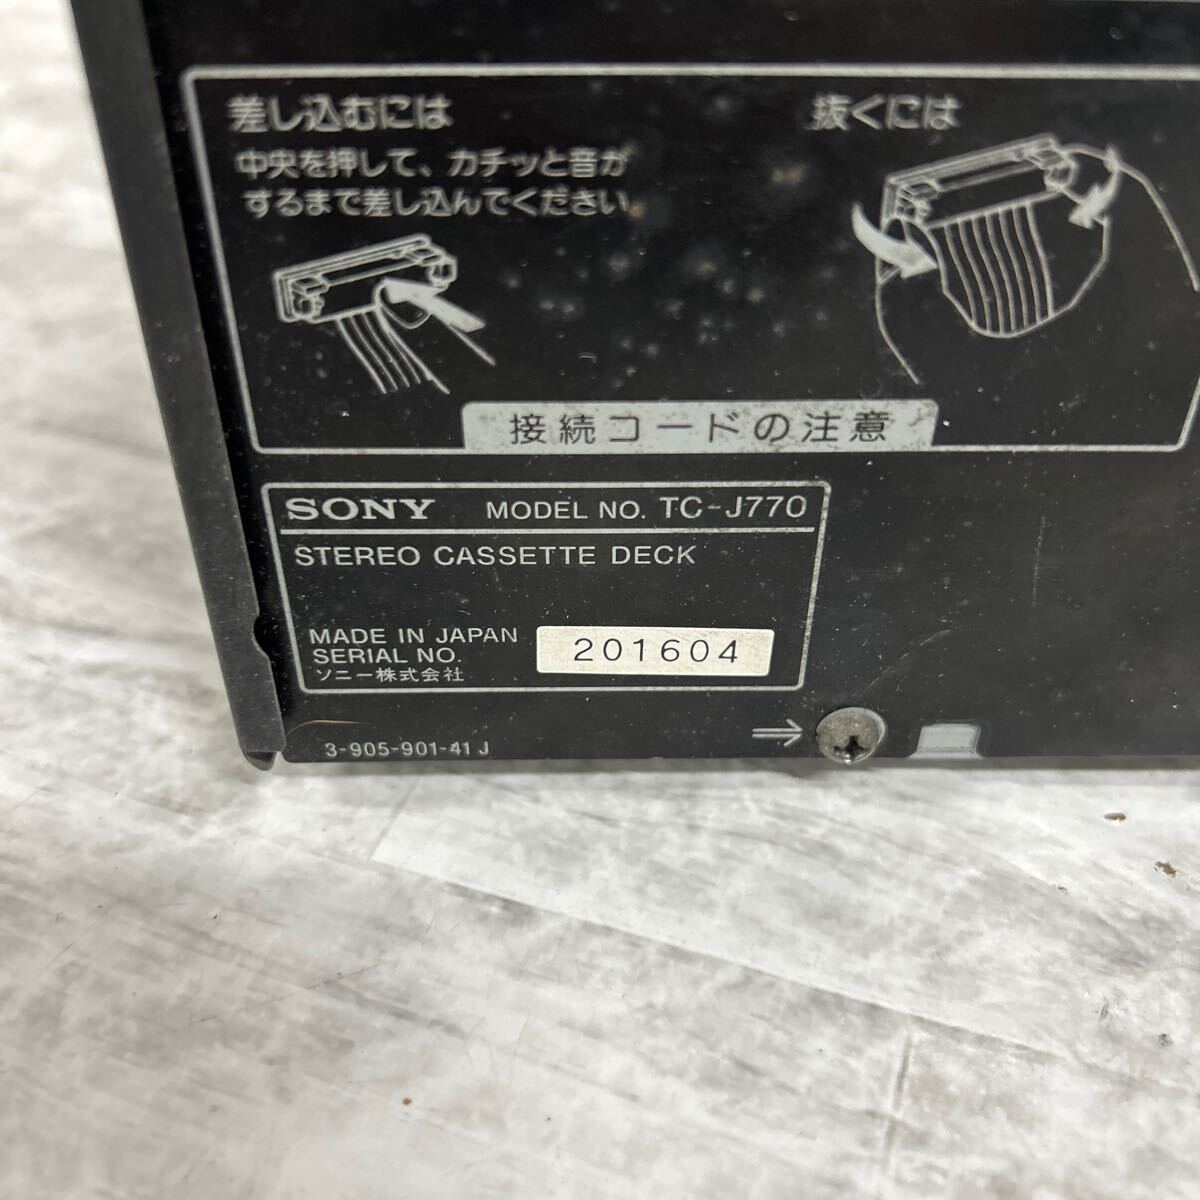 差し込むには
中央を押して、カチッと音が
するまで差し込んでください
抜くには
接続コードの注意
SONY MODEL NO. TC-J770
STEREO CASSETTE DECK
MADE IN JAPAN
SERIAL NO. 201604
ソニー株式会社
3-905-901-41 J